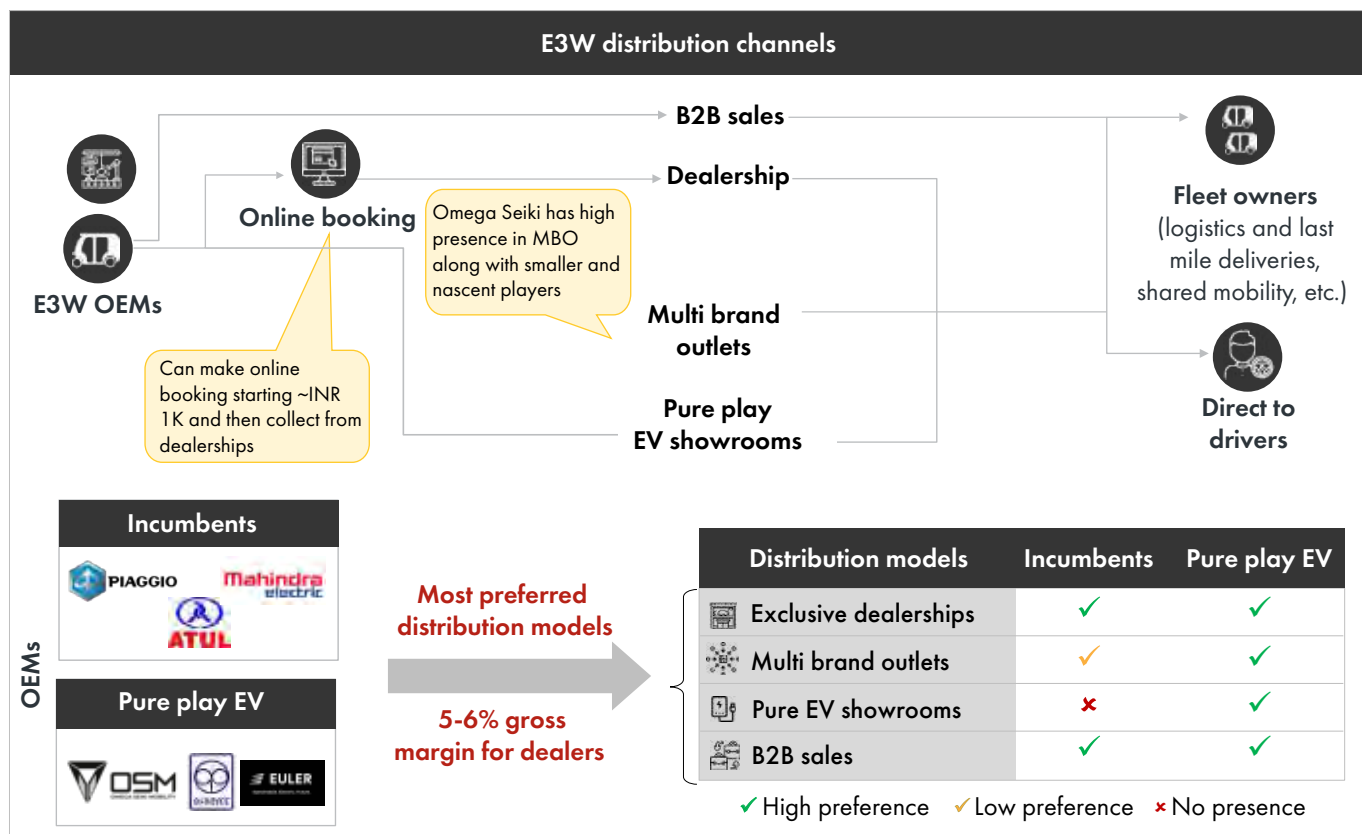 E3W distribution channels
B2B sales
Dealership
Online booking
E3W OEMs
Omega Seiki has high
presence in MBO
along with smaller and
nascent players
Can make online
booking starting ~INR
1K and then collect from
dealerships
Multi brand
outlets
Pure play
EV showrooms
Fleet owners
(logistics and last
mile deliveries,
shared mobility, etc.)
Direct to
drivers
OEMs
Incumbents
PIAGGIO
Mahindra
electric
ATUL
Pure play EV
OSM
OMEGA SEIKI MOBILITY
EULER
Most preferred
distribution models
5-6% gross
margin for dealers
Distribution models Incumbents Pure play EV
Exclusive dealerships ✓ ✓
Multi brand outlets ✓ ✓
Pure EV showrooms ✗ ✓
B2B sales ✓ ✓
✓ High preference ✓ Low preference ✗ No presence